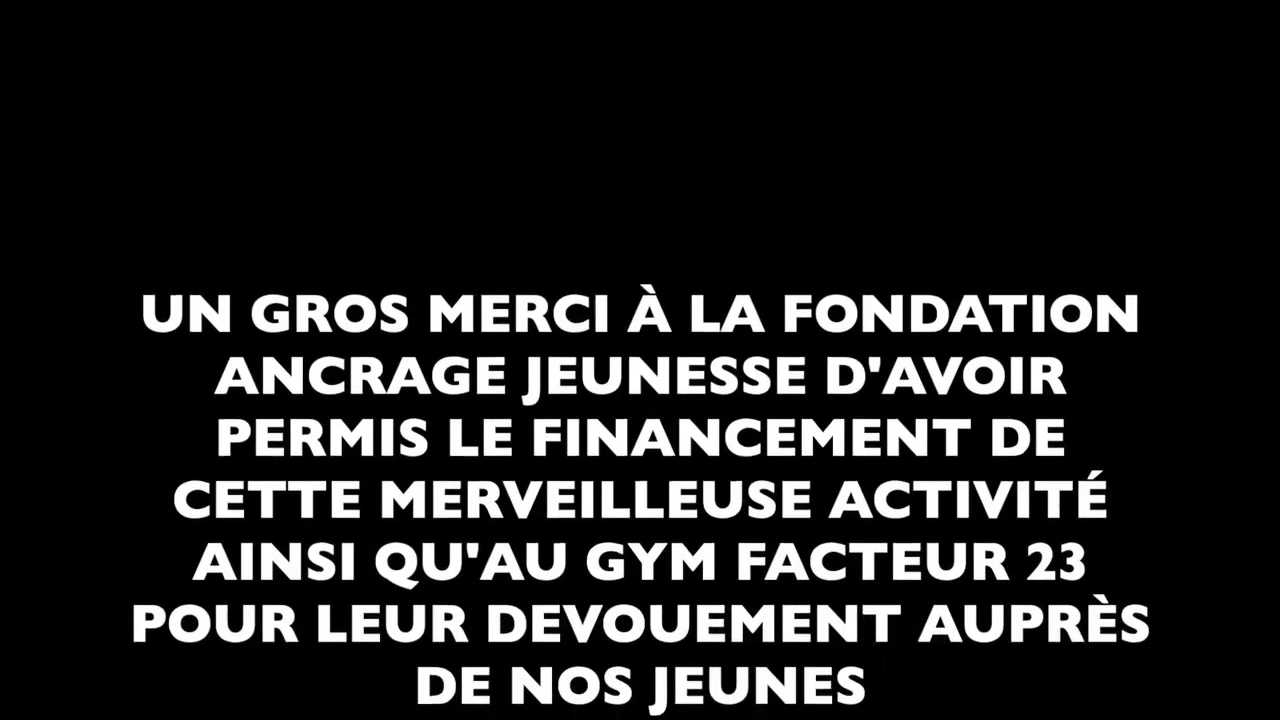 UN GROS MERCI À LA FONDATION
ANCRAGE JEUNESSE D'AVOIR
PERMIS LE FINANCEMENT DE
CETTE MERVEILLEUSE ACTIVITÉ
AINSI QU'AU GYM FACTEUR 23
POUR LEUR DEVOUEMENT AUPRÈS
DE NOS JEUNES